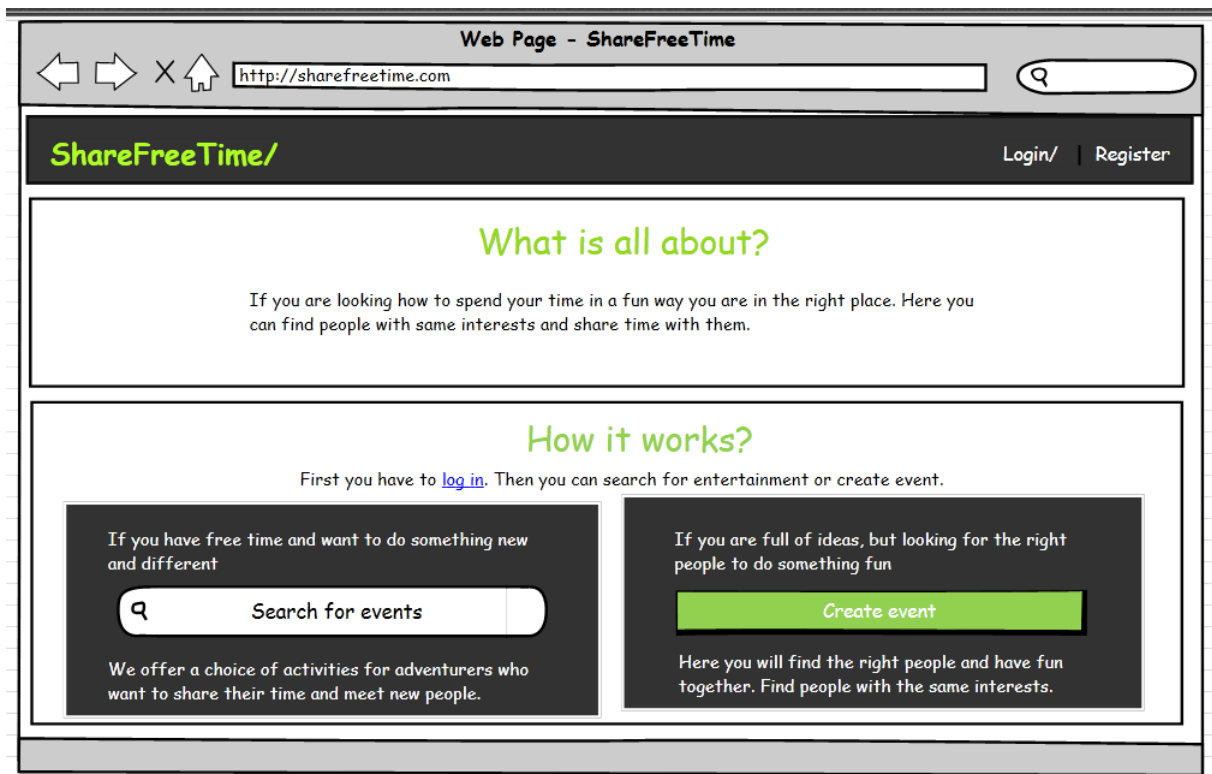 Web Page - ShareFreeTime
http://sharefreetime.com
ShareFreeTime/
Login/ | Register
What is all about?
If you are looking how to spend your time in a fun way you are in the right place. Here you
can find people with same interests and share time with them.
How it works?
First you have to log in. Then you can search for entertainment or create event.
If you have free time and want to do something new
and different
Search for events
We offer a choice of activities for adventurers who
want to share their time and meet new people.
If you are full of ideas, but looking for the right
people to do something fun
Create event
Here you will find the right people and have fun
together. Find people with the same interests.